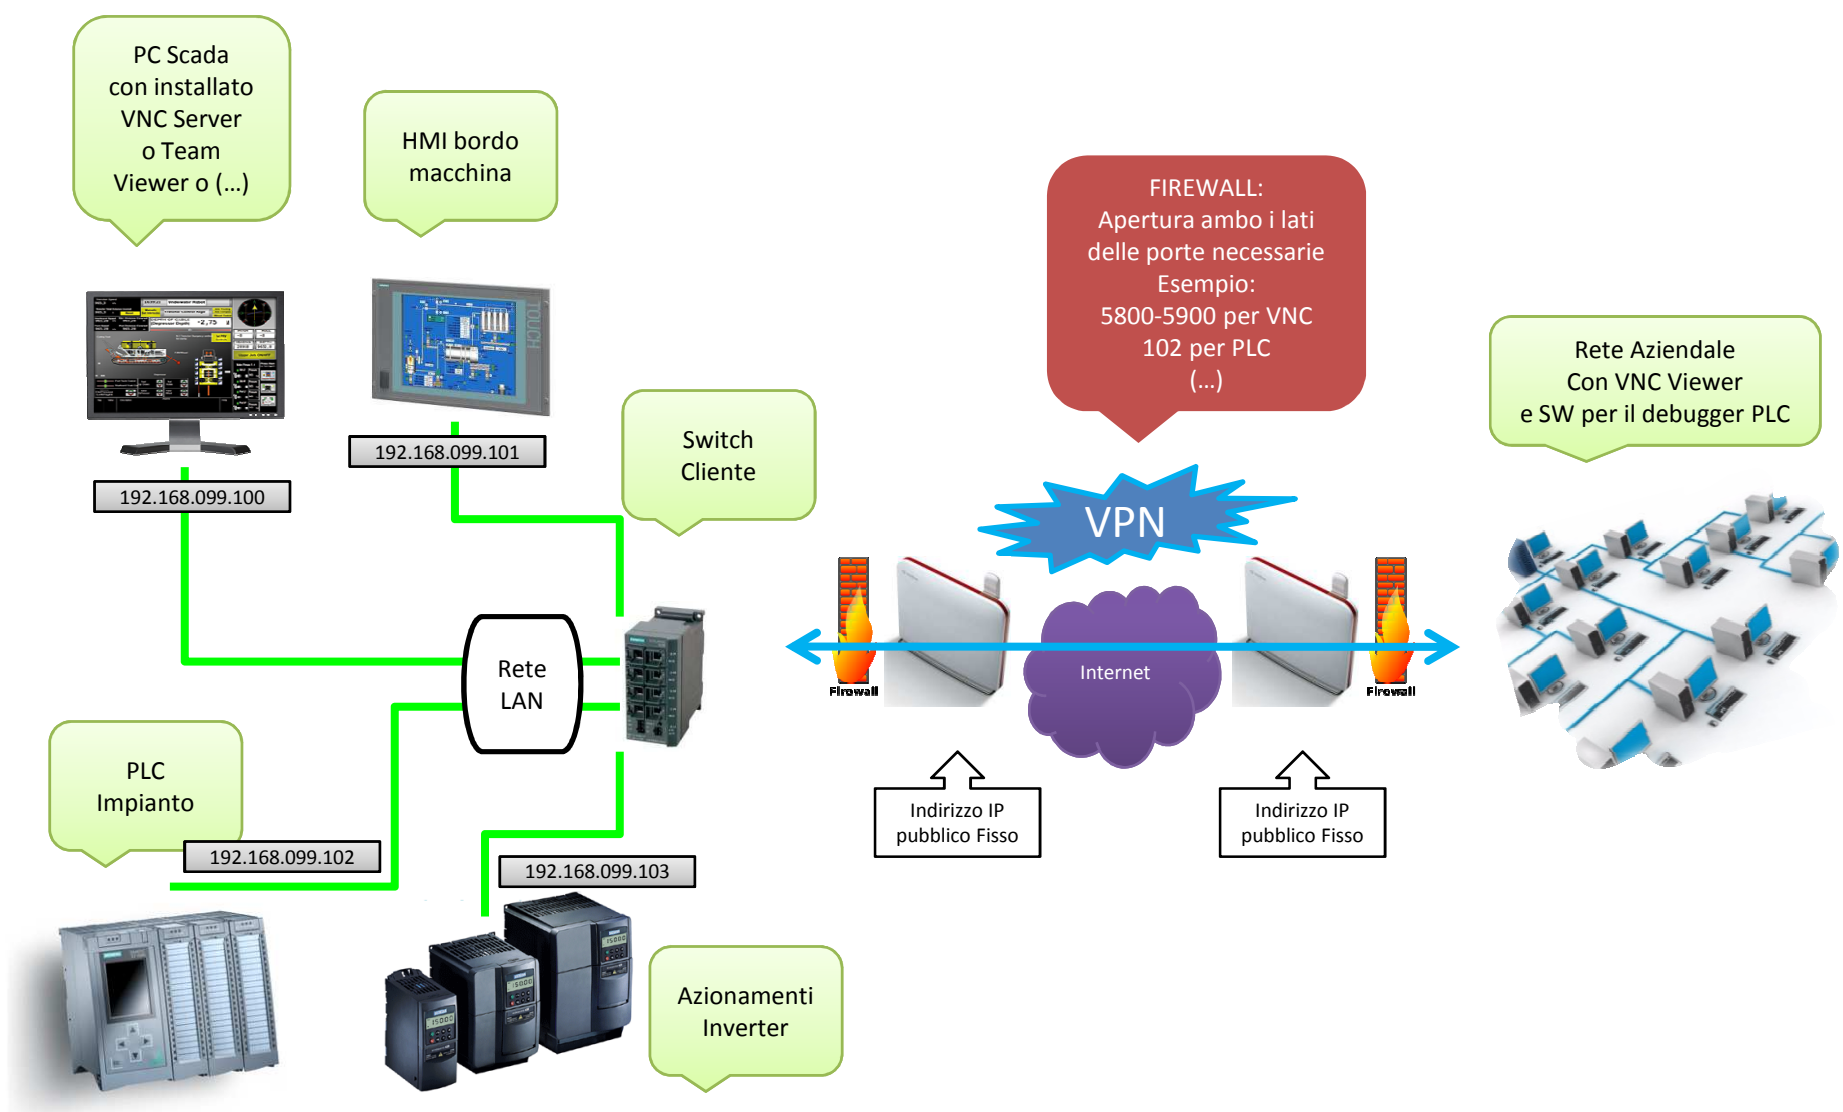 PC Scada
con installato
VNC Server
o Team
Viewer o (...)
HMI bordo
macchina
FIREWALL:
Apertura ambo i lati
delle porte necessarie
Esempio:
5800-5900 per VNC
102 per PLC
(...)
Rete Aziendale
Con VNC Viewer
e SW per il debugger PLC
192.168.099.101
Switch
Cliente
192.168.099.100
VPN
TOUCH
Rete
LAN
Internet
Firewall
Firewall
PLC
Impianto
Indirizzo IP
pubblico Fisso
Indirizzo IP
pubblico Fisso
192.168.099.102
192.168.099.103
Azionamenti
Inverter